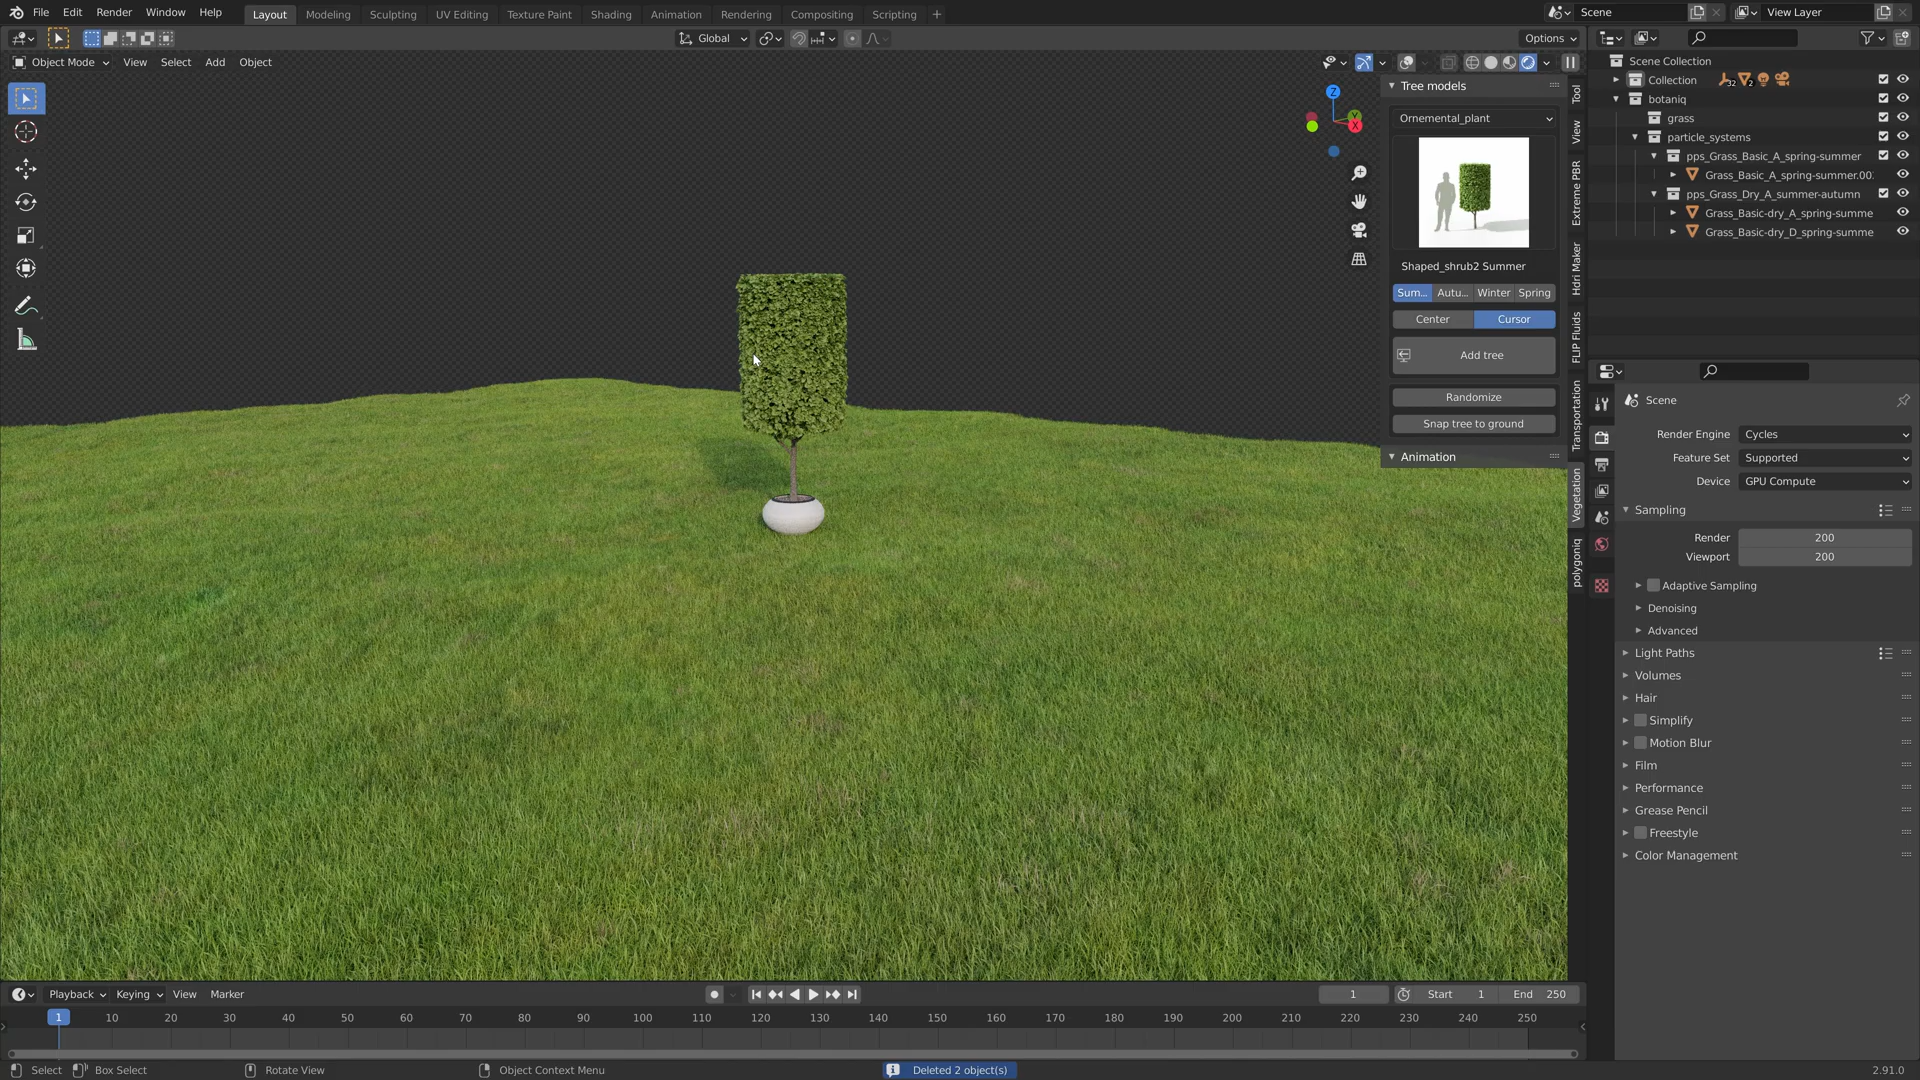 File Edit Render Window Help
Layout Modeling Sculpting UV Editing Texture Paint Shading Animation Rendering Compositing Scripting +
Scene
View Layer
Global
Options
Object Mode View Select Add Object
Z
Y
X
Tree models
Ornemental_plant
Shaped_shrub2 Summer
Sum... Autu... Winter Spring
Center Cursor
Add tree
Randomize
Snap tree to ground
Animation
Tool
View
Extreme PBR
Hdri Maker
FLIP Fluids
Transportation
Vegetation
polygoniq
Scene Collection
Collection 32 2
botaniq
grass
particle_systems
pps_Grass_Basic_A_spring-summer
Grass_Basic_A_spring-summer.00
pps_Grass_Dry_A_summer-autumn
Grass_Basic-dry_A_spring-summe
Grass_Basic-dry_D_spring-summe
Scene
Render Engine Cycles
Feature Set Supported
Device GPU Compute
Sampling
Render 200
Viewport 200
Adaptive Sampling
Denoising
Advanced
Light Paths
Volumes
Hair
Simplify
Motion Blur
Film
Performance
Grease Pencil
Freestyle
Color Management
Playback Keying View Marker
1 Start 1 End 250
1 10 20 30 40 50 60 70 80 90 100 110 120 130 140 150 160 170 180 190 200 210 220 230 240 250
Select Box Select Rotate View Object Context Menu Deleted 2 object(s) 2.91.0